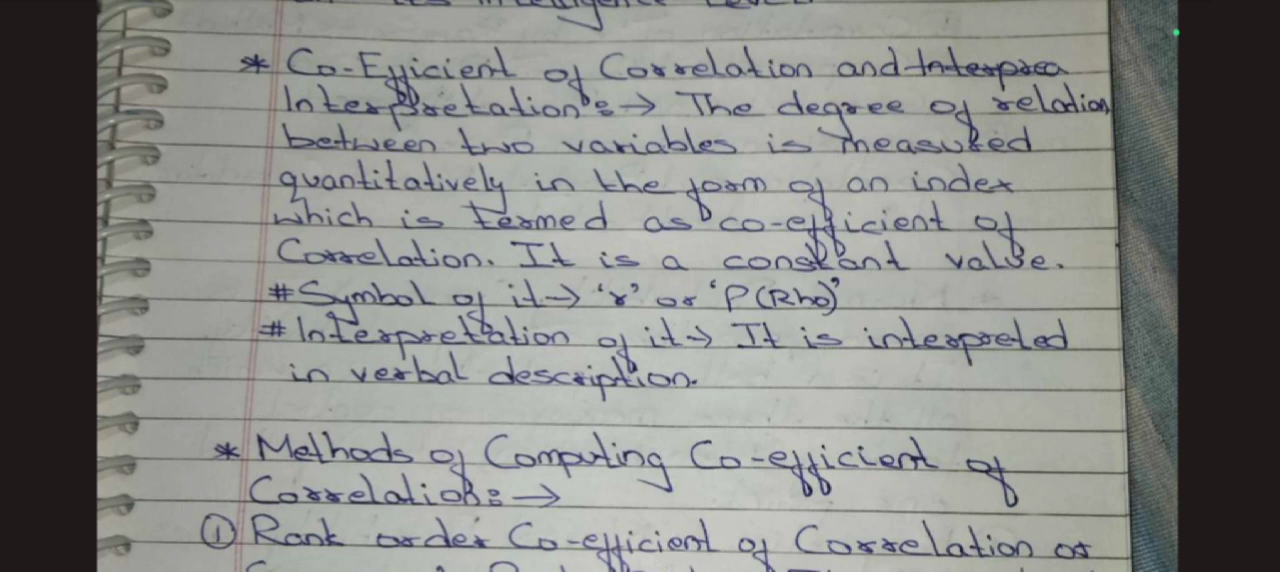 * Co-Efficient of Correlation and Interprea
Interpretation :→ The degree of relation
between two variables is measured
quantitatively in the form of an index
which is termed as co-efficient of
Correlation. It is a constant value.
# Symbol of it → 'r' or 'P(Rho)'
# Interpretation of it → It is interpreted
in verbal description.
* Methods of Computing Co-efficient of
Correlation :→
① Rank order Co-efficient of Correlation or